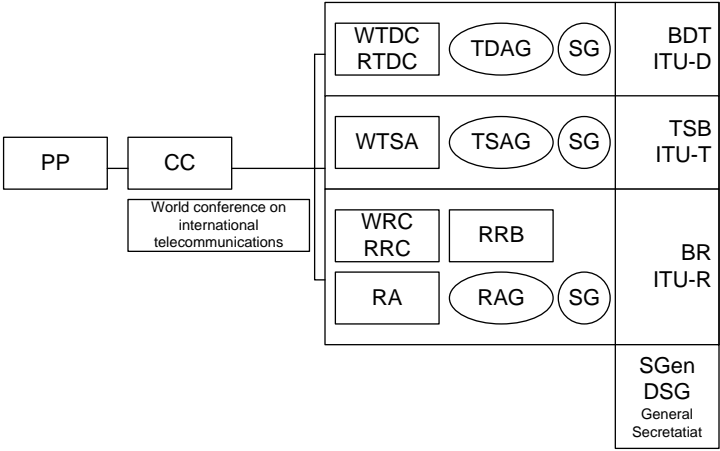 WTDC
RTDC
TDAG
SG
BDT
ITU-D
PP
CC
WTSA
TSAG
SG
TSB
ITU-T
World conference on
international
telecommunications
WRC
RRC
RRB
BR
ITU-R
RA
RAG
SG
SGen
DSG
General
Secretatiat